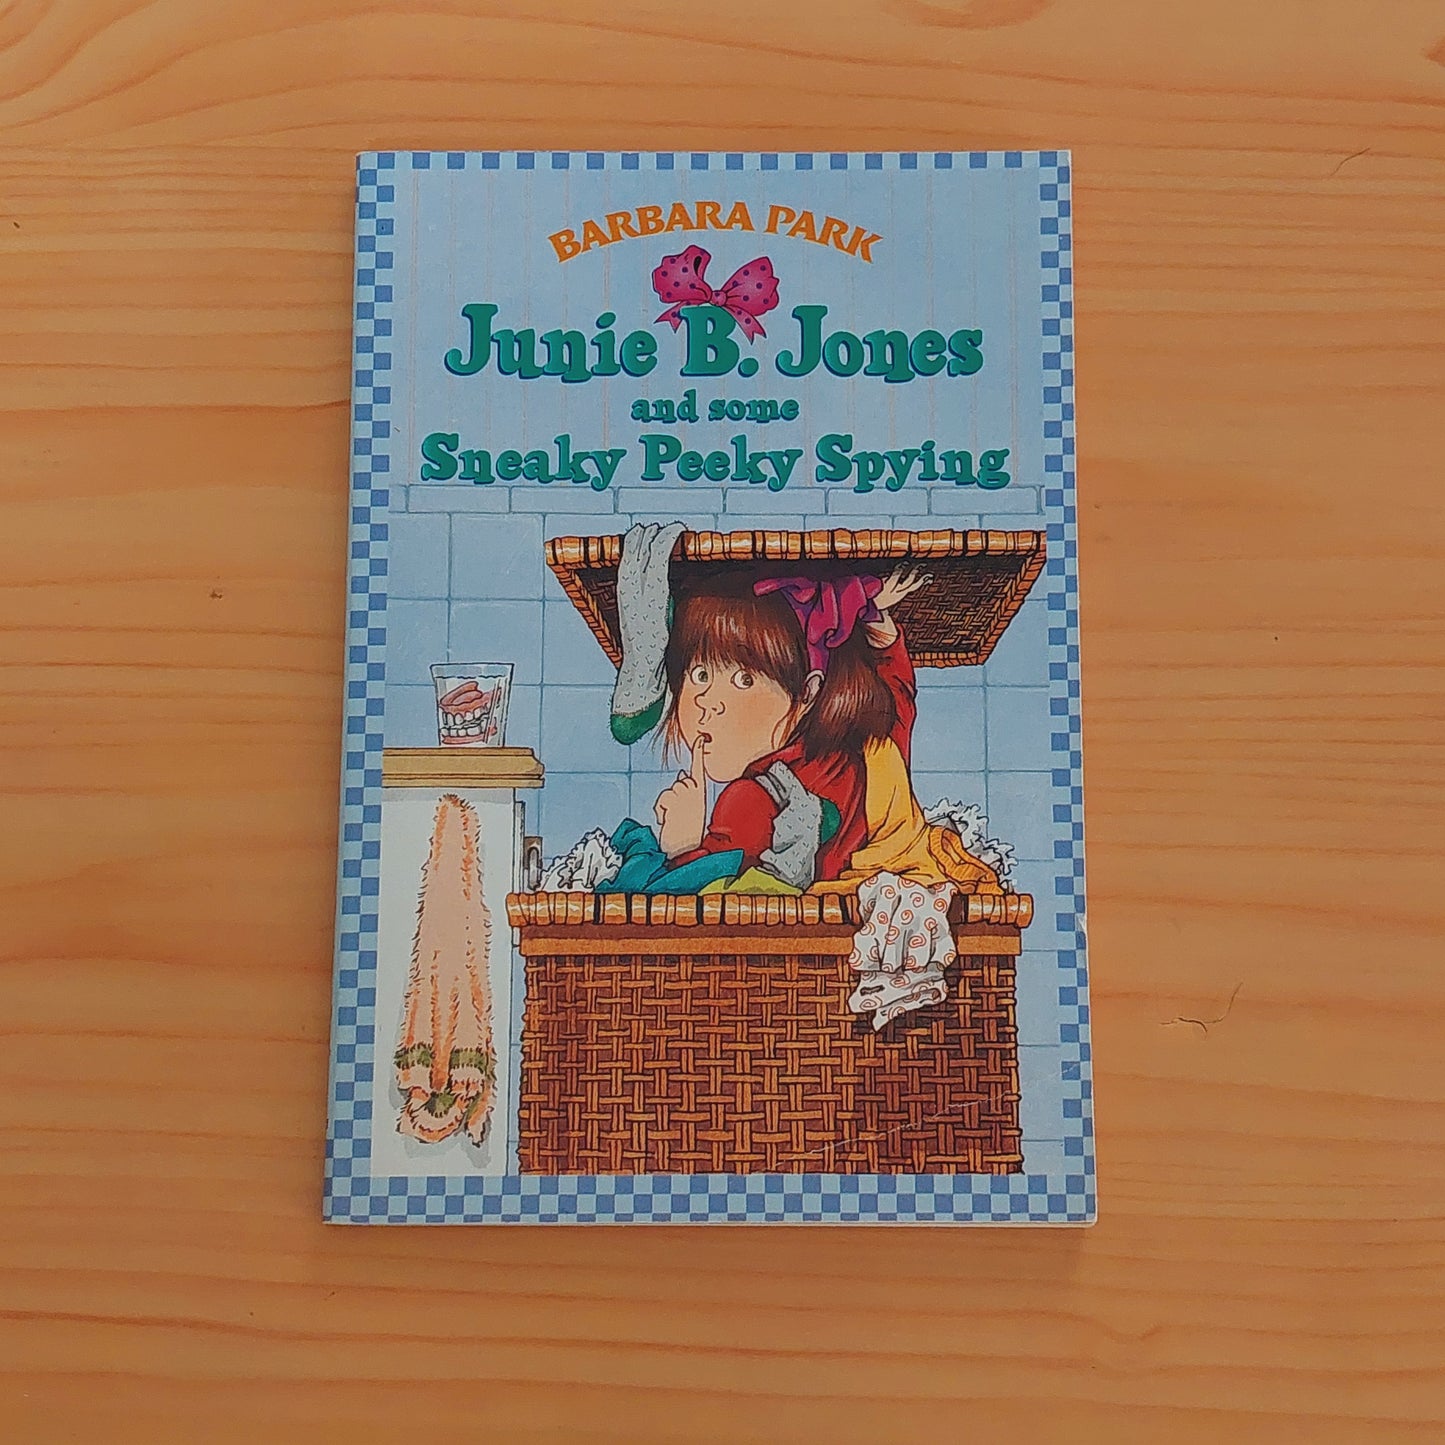 BARBARA PARK
Junie B. Jones
and some
Sneaky Peeky Spying